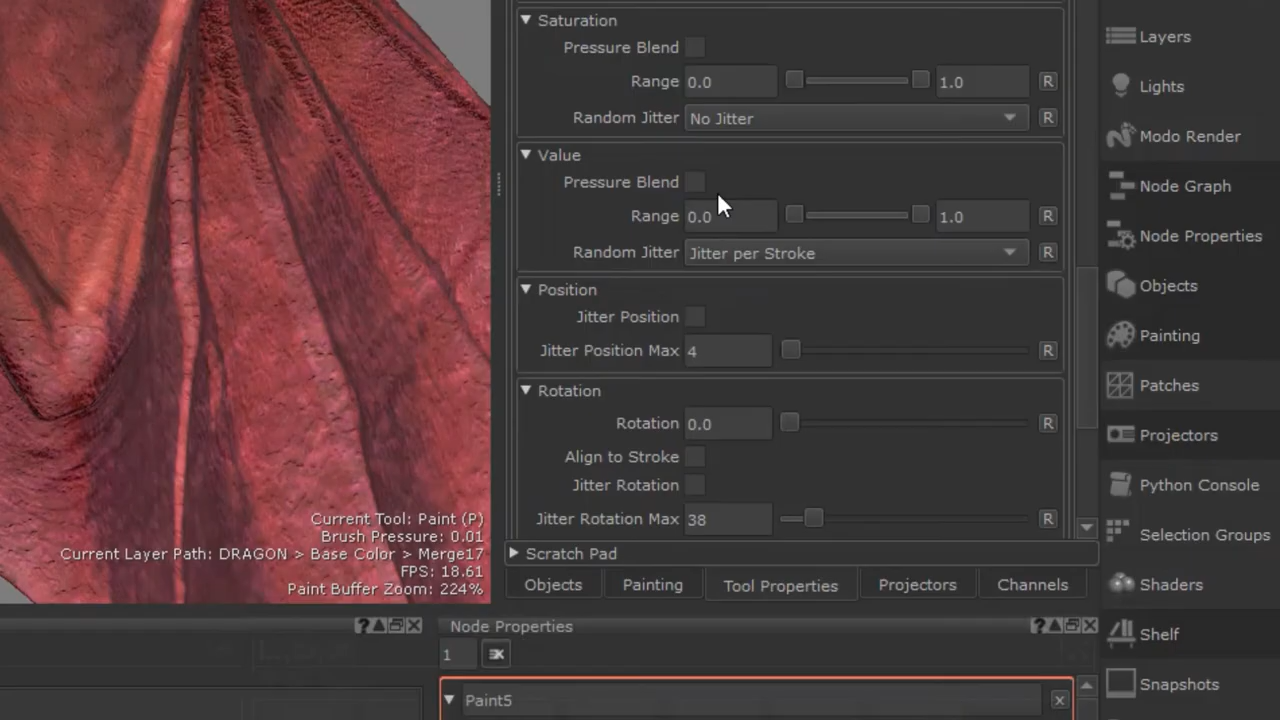 Saturation
Pressure Blend
Range 0.0 1.0 R
Random Jitter No Jitter R
Value
Pressure Blend
Range 0.0 1.0 R
Random Jitter Jitter per Stroke R
Position
Jitter Position
Jitter Position Max 4 R
Rotation
Rotation 0.0 R
Align to Stroke
Jitter Rotation
Jitter Rotation Max 38 R
Scratch Pad
Objects Painting Tool Properties Projectors Channels
Current Tool: Paint (P)
Brush Pressure: 0.01
Current Layer Path: DRAGON > Base Color > Merge17
FPS: 18.61
Paint Buffer Zoom: 224%
Node Properties
1
Paint5
Layers
Lights
Modo Render
Node Graph
Node Properties
Objects
Painting
Patches
Projectors
Python Console
Selection Groups
Shaders
Shelf
Snapshots